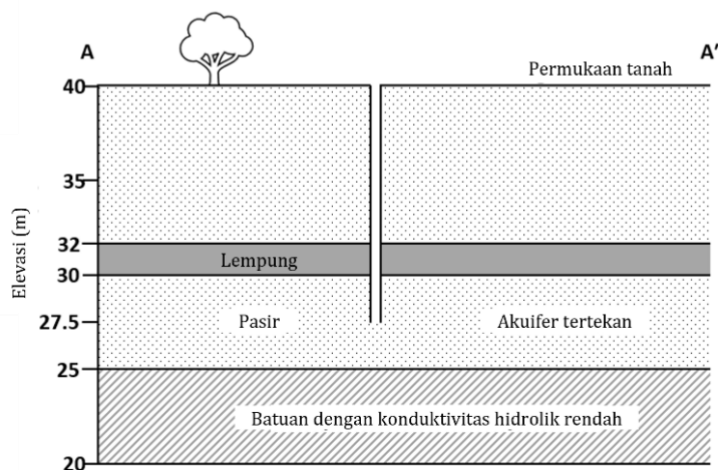 A
A'
Permukaan tanah
40
35
Elevasi (m)
32
Lempung
30
27.5
Pasir
Akuifer tertekan
25
Batuan dengan konduktivitas hidrolik rendah
20